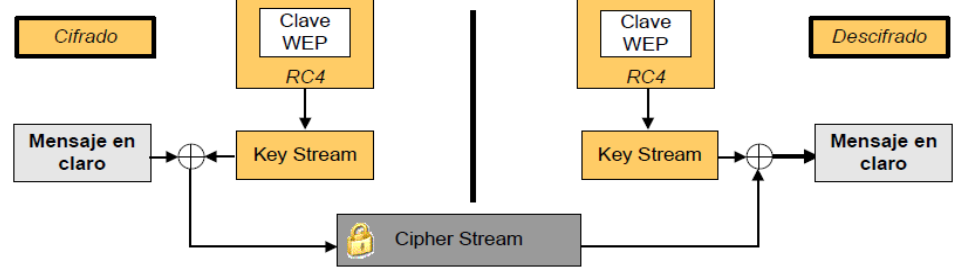 Cifrado
Clave
WEP
RC4
Clave
WEP
RC4
Descifrado
Mensaje en
claro
Key Stream
Key Stream
Mensaje en
claro
Cipher Stream